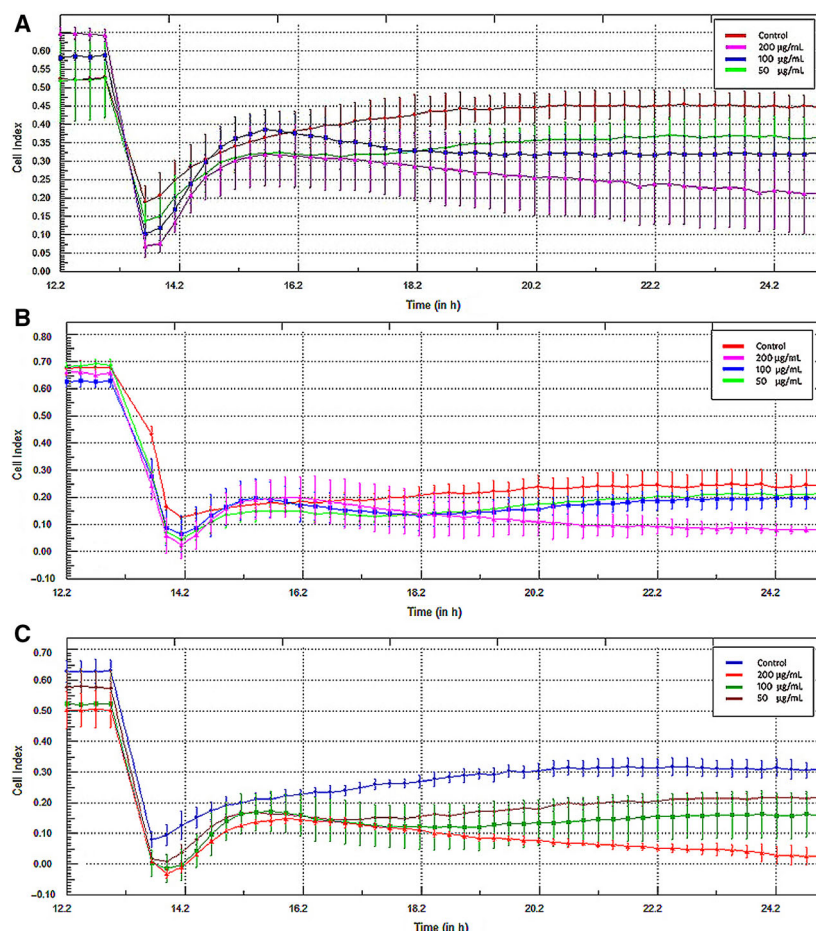 A
Control
200 µg/mL
100 µg/mL
50 µg/mL
Cell Index
0.60
0.55
0.50
0.45
0.40
0.35
0.30
0.25
0.20
0.15
0.10
0.05
0.00
12.2 14.2 16.2 18.2 20.2 22.2 24.2
Time (in h)
B
Control
200 µg/mL
100 µg/mL
50 µg/mL
Cell Index
0.80
0.70
0.60
0.50
0.40
0.30
0.20
0.10
0.00
–0.10
12.2 14.2 16.2 18.2 20.2 22.2 24.2
Time (in h)
C
Control
200 µg/mL
100 µg/mL
50 µg/mL
Cell Index
0.70
0.60
0.50
0.40
0.30
0.20
0.10
0.00
–0.10
12.2 14.2 16.2 18.2 20.2 22.2 24.2
Time (in h)